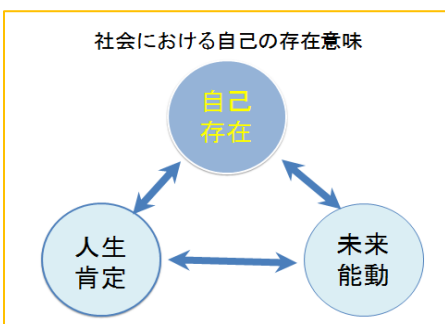 社会における自己の存在意味
自己
存在
人生
肯定
未来
能動